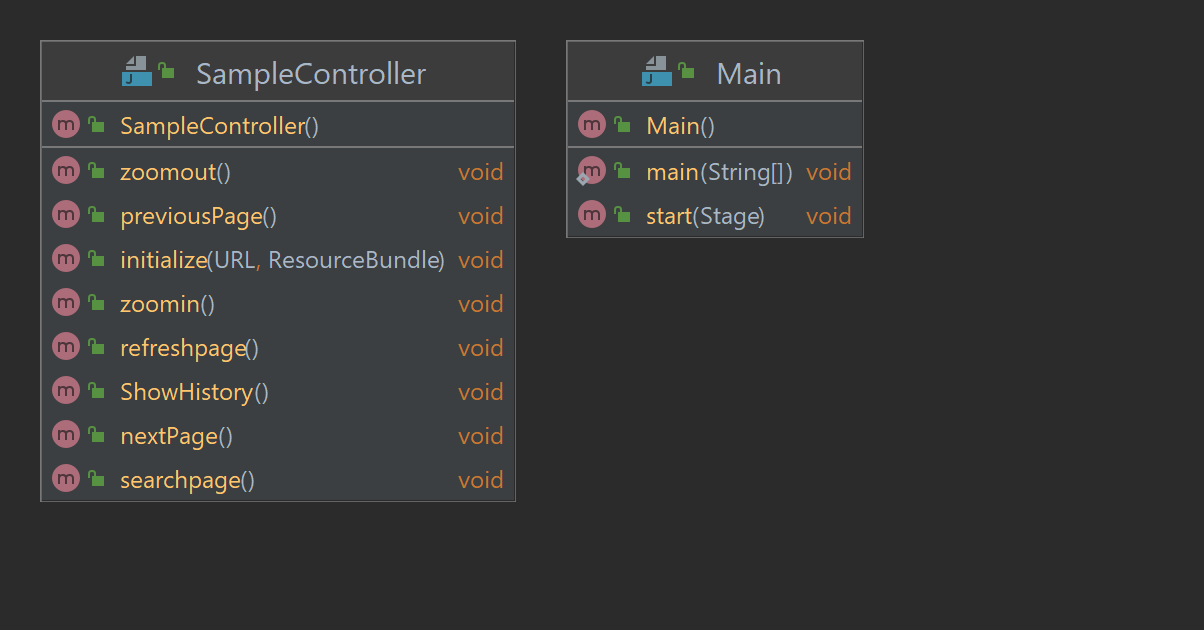 SampleController
SampleController()
zoomout() void
previousPage() void
initialize(URL, ResourceBundle) void
zoomin() void
refreshpage() void
ShowHistory() void
nextPage() void
searchpage() void
Main
Main()
main(String[]) void
start(Stage) void